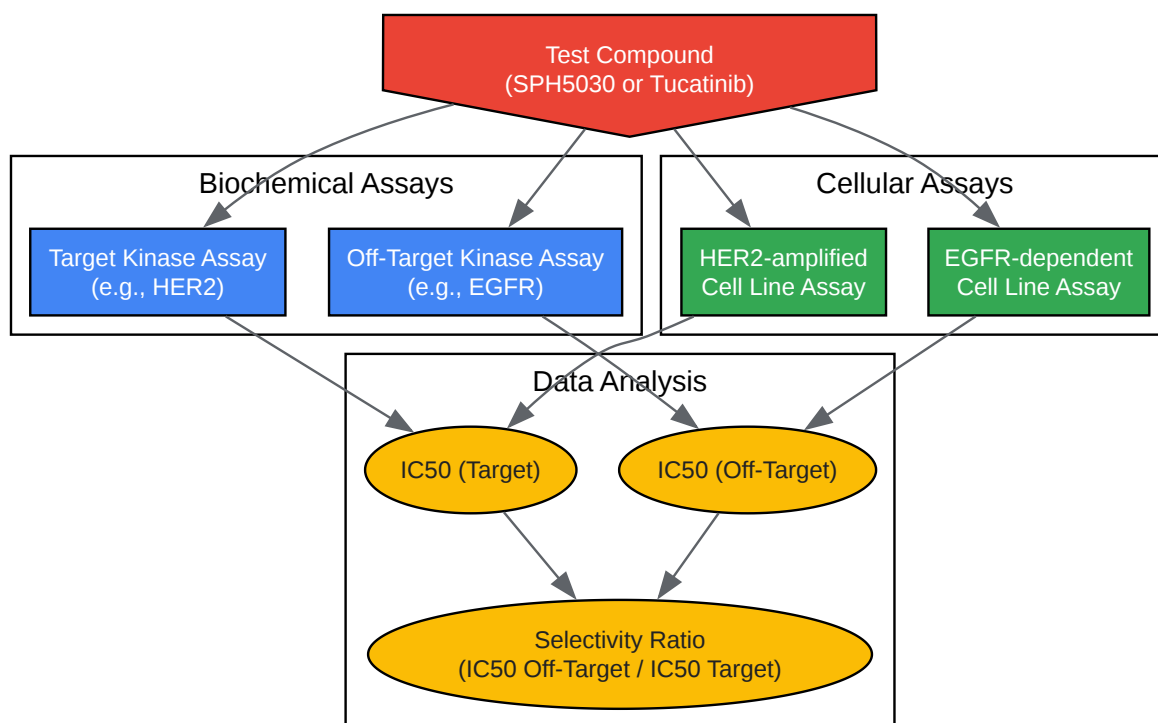 Test Compound
(SPH5030 or Tucatinib)
Biochemical Assays
Cellular Assays
Target Kinase Assay
(e.g., HER2)
Off-Target Kinase Assay
(e.g., EGFR)
HER2-amplified
Cell Line Assay
EGFR-dependent
Cell Line Assay
Data Analysis
IC50 (Target)
IC50 (Off-Target)
Selectivity Ratio
(IC50 Off-Target / IC50 Target)